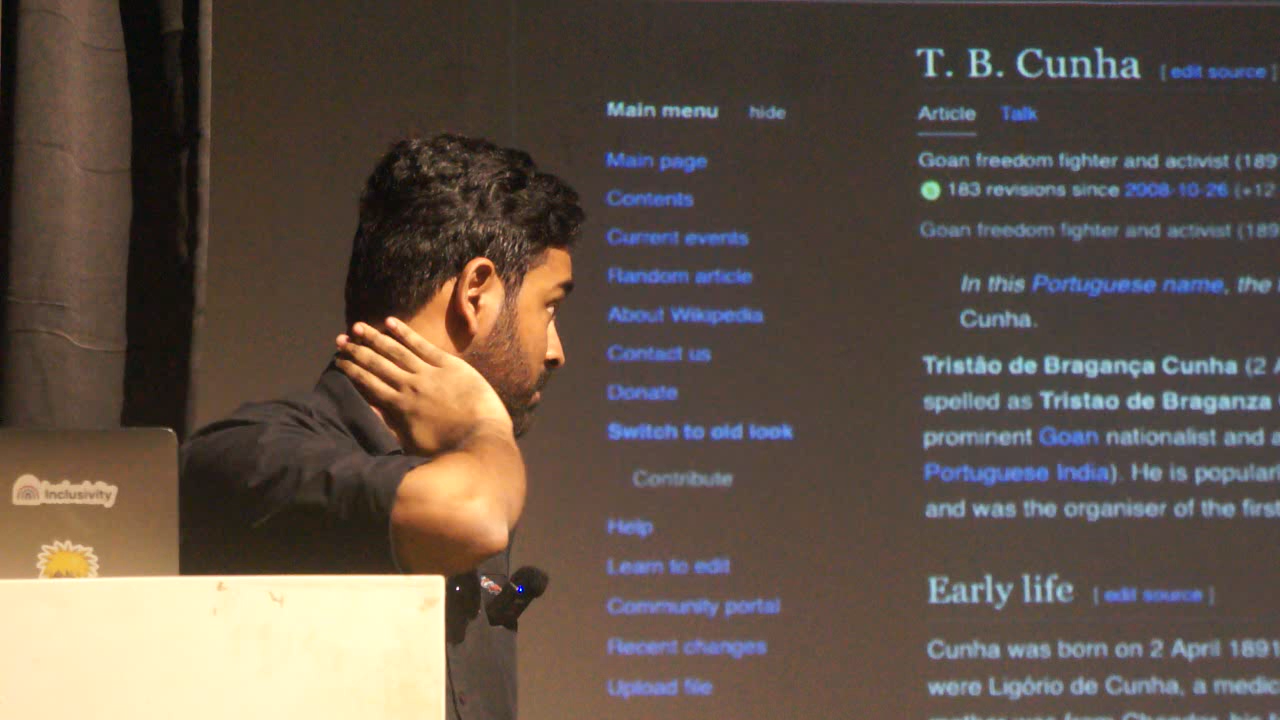 Inclusivity
Main menu hide
Main page
Contents
Current events
Random article
About Wikipedia
Contact us
Donate
Switch to old look
Contribute
Help
Learn to edit
Community portal
Recent changes
Upload file
T. B. Cunha [ edit source ]
Article Talk
Goan freedom fighter and activist (189
183 revisions since 2008-10-26 (+12
Goan freedom fighter and activist (189
In this Portuguese name, the
Cunha.
Tristão de Bragança Cunha (2
spelled as Tristao de Braganza
prominent Goan nationalist and a
Portuguese India). He is popular
and was the organiser of the first
Early life [ edit source ]
Cunha was born on 2 April 1891
were Ligório de Cunha, a medic